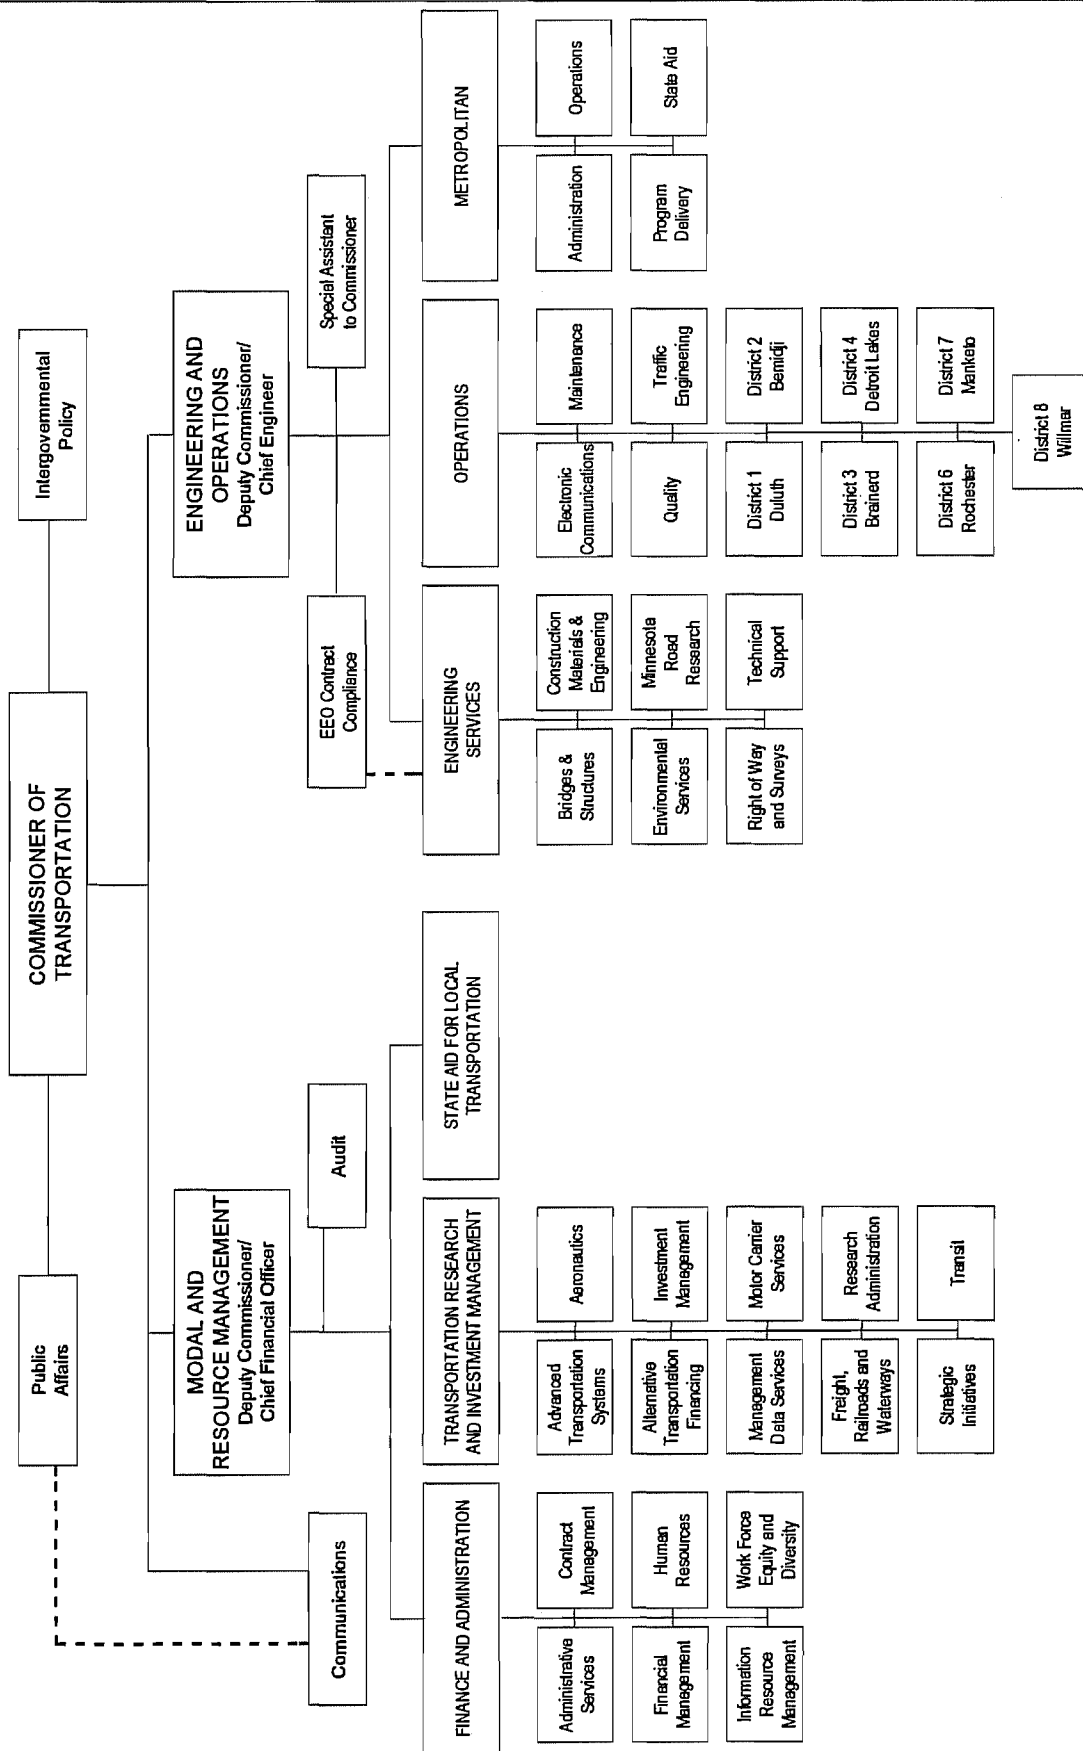 COMMISSIONER OF
TRANSPORTATION
Public
Affairs
Intergovernmental
Policy
MODAL AND
RESOURCE MANAGEMENT
Deputy Commissioner/
Chief Financial Officer
ENGINEERING AND
OPERATIONS
Deputy Commissioner/
Chief Engineer
Communications
Audit
EEO Contract
Compliance
Special Assistant
to Commissioner
FINANCE AND ADMINISTRATION
TRANSPORTATION RESEARCH
AND INVESTMENT MANAGEMENT
STATE AID FOR LOCAL
TRANSPORTATION
ENGINEERING
SERVICES
OPERATIONS
METROPOLITAN
Administrative
Services
Contract
Management
Financial
Management
Human
Resources
Information
Resource
Management
Work Force
Equity and
Diversity
Advanced
Transportation
Systems
Aeronautics
Alternative
Transportation
Financing
Investment
Management
Management
Data Services
Motor Carrier
Services
Freight,
Railroads and
Waterways
Research
Administration
Strategic
Initiatives
Transit
Bridges &
Structures
Construction
Materials &
Engineering
Environmental
Services
Minnesota
Road
Research
Right of Way
and Surveys
Technical
Support
Electronic
Communications
Maintenance
Quality
Traffic
Engineering
District 1
Duluth
District 2
Bemidji
District 3
Brainerd
District 4
Detroit Lakes
District 6
Rochester
District 7
Manketo
District 8
Willmar
Administration
Operations
Program
Delivery
State Aid